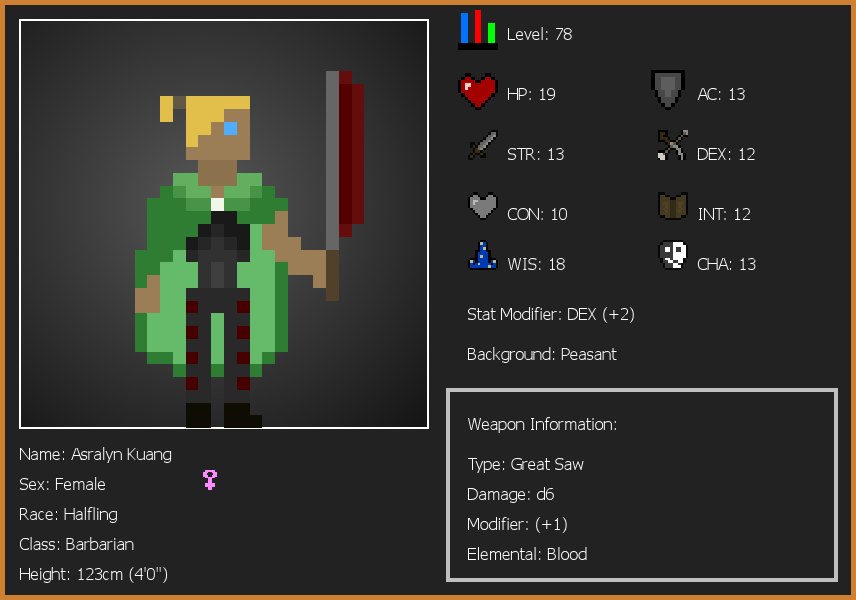 Level: 78
HP: 19
AC: 13
STR: 13
DEX: 12
CON: 10
INT: 12
WIS: 18
CHA: 13
Stat Modifier: DEX (+2)
Background: Peasant
Weapon Information:
Type: Great Saw
Damage: d6
Modifier: (+1)
Elemental: Blood
Name: Asralyn Kuang
Sex: Female
Race: Halfling
Class: Barbarian
Height: 123cm (4'0")